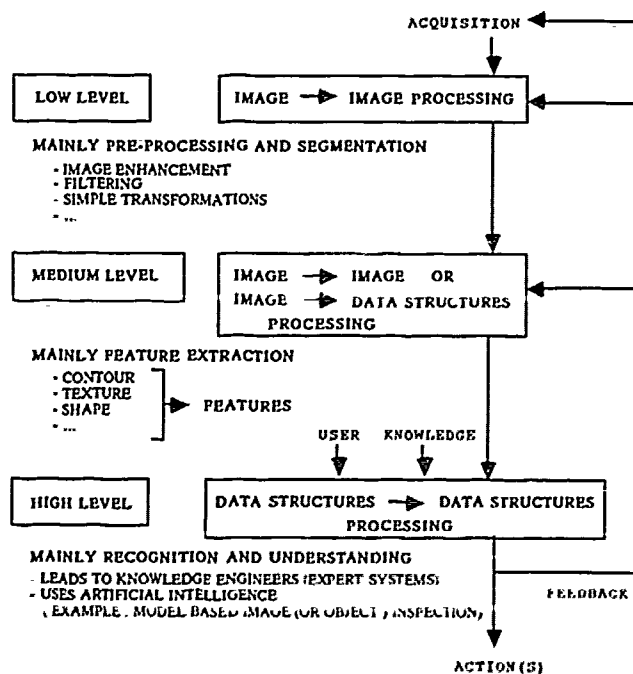 ACQUISITION
LOW LEVEL
IMAGE → IMAGE PROCESSING
MAINLY PRE-PROCESSING AND SEGMENTATION
- IMAGE ENHANCEMENT
- FILTERING
- SIMPLE TRANSFORMATIONS
- ...
MEDIUM LEVEL
IMAGE → IMAGE OR
IMAGE → DATA STRUCTURES
PROCESSING
MAINLY FEATURE EXTRACTION
- CONTOUR
- TEXTURE
- SHAPE
- ...
FEATURES
USER KNOWLEDGE
HIGH LEVEL
DATA STRUCTURES → DATA STRUCTURES
PROCESSING
MAINLY RECOGNITION AND UNDERSTANDING
- LEADS TO KNOWLEDGE ENGINEERS (EXPERT SYSTEMS)
- USES ARTIFICIAL INTELLIGENCE
( EXAMPLE : MODEL BASED IMAGE (OR OBJECT ) INSPECTION)
FEEDBACK
ACTION(S)